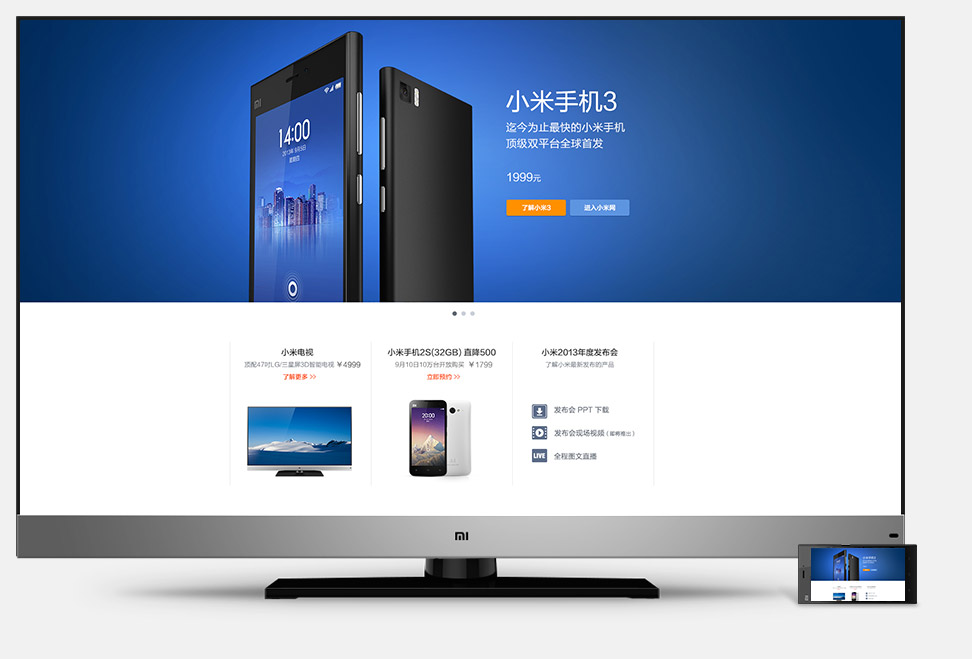 MI
14:00
小米手机3
迄今为止最快的小米手机
顶级双平台全球首发
1999元
了解小米3
进入小米网
小米电视
顶配47吋LG/三星屏3D智能电视 ¥4999
了解更多 >>
小米手机2S(32GB) 直降500
9月10日10万台开放购买 ¥1799
立即预约 >>
20:00
小米2013年度发布会
了解小米最新发布的产品
发布会 PPT 下载
发布会现场视频 ( 即将推出 )
LIVE
全程图文直播
MI